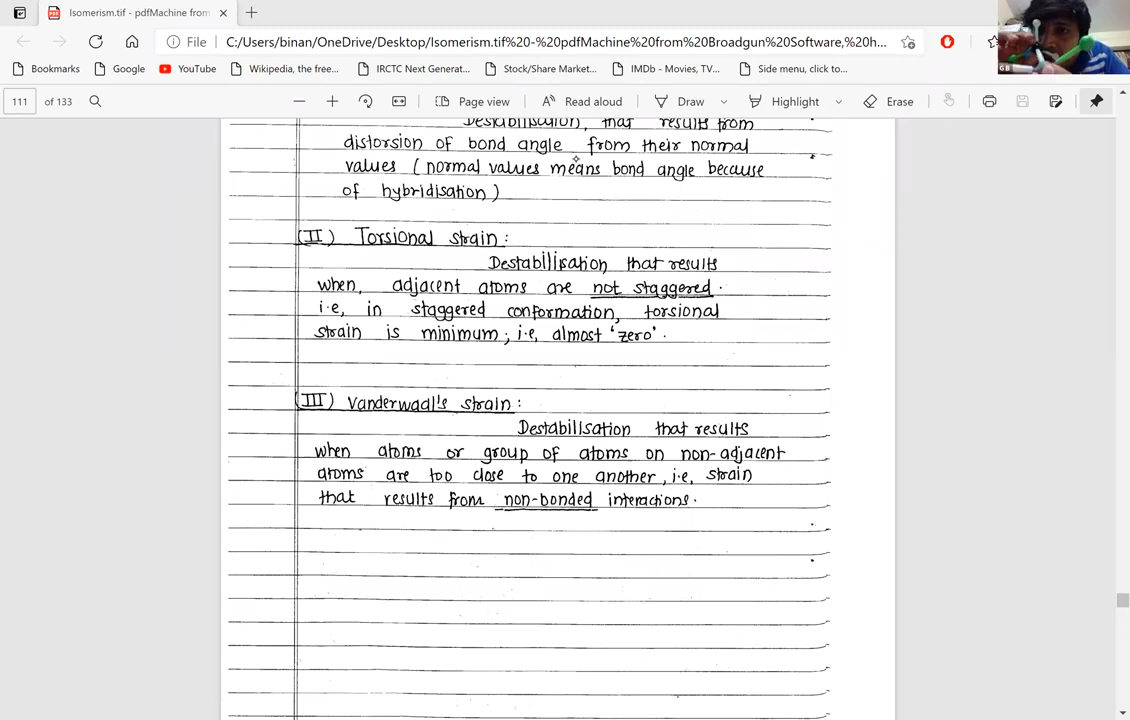 Isomerism.tif - pdfMachine from
File
C:/Users/binan/OneDrive/Desktop/Isomerism.tif%20-%20pdfMachine%20from%20Broadgun%20Software,%20h...
Bookmarks
Google
YouTube
Wikipedia, the free...
IRCTC Next Generat...
Stock/Share Market...
IMDb - Movies, TV...
Side menu, click to...
111 of 133
Page view
Read aloud
Draw
Highlight
Erase
GB
Destabilisation, that results from
distorsion of bond angle from their normal
values (normal values means bond angle because
of hybridisation)
(II) Torsional strain:
Destabilisation that results
when, adjacent atoms are not staggered.
i.e, in staggered conformation, torsional
strain is minimum, i.e, almost 'zero'.
(III) Vanderwaal's strain:
Destabilisation that results
when atoms or group of atoms on non-adjacent
atoms are too close to one another, i.e, strain
that results from non-bonded interactions.